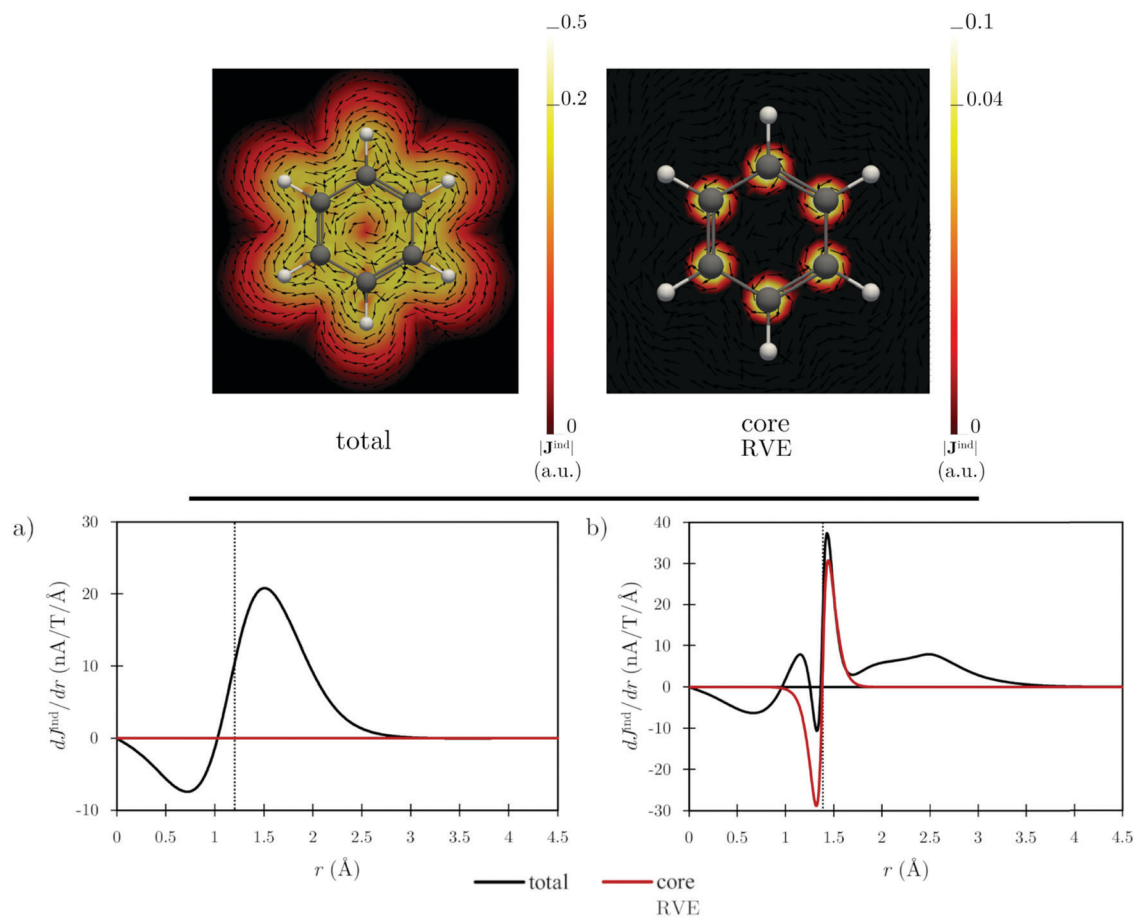 0.5
0.2
0
|J^ind|
(a.u.)
total
0.1
0.04
0
|J^ind|
(a.u.)
core
RVE
a)
30
20
10
0
-10
dJ^ind/dr (nA/T/Å)
0 0.5 1 1.5 2 2.5 3 3.5 4 4.5
r (Å)
b)
40
30
20
10
0
-10
-20
-30
dJ^ind/dr (nA/T/Å)
0 0.5 1 1.5 2 2.5 3 3.5 4 4.5
r (Å)
total core
RVE